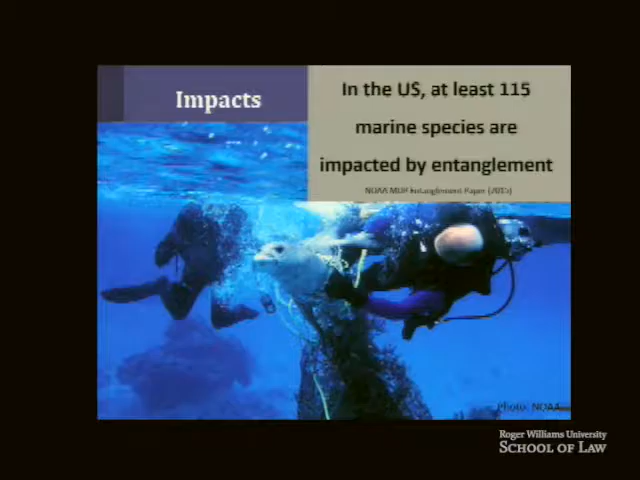 Impacts
In the US, at least 115
marine species are
impacted by entanglement
NOAA MDP Entanglement Paper (2015)
Photo: NOAA
Roger Williams University
School of Law